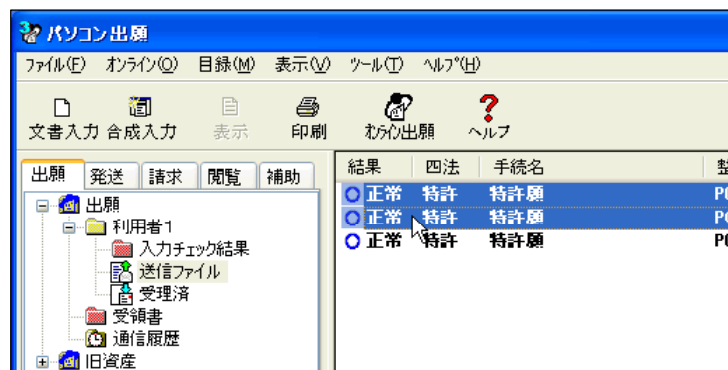 パソコン出願
ファイル(F) オンライン(O) 目録(M) 表示(V) ツール(T) ヘルプ(H)
文書入力 合成入力 表示 印刷 オンライン出願 ヘルプ
出願 発送 請求 閲覧 補助
結果 四法 手続名 整
正常 特許 特許願
正常 特許 特許願
正常 特許 特許願
出願
利用者1
入力チェック結果
送信ファイル
受理済
受領書
通信履歴
旧資産